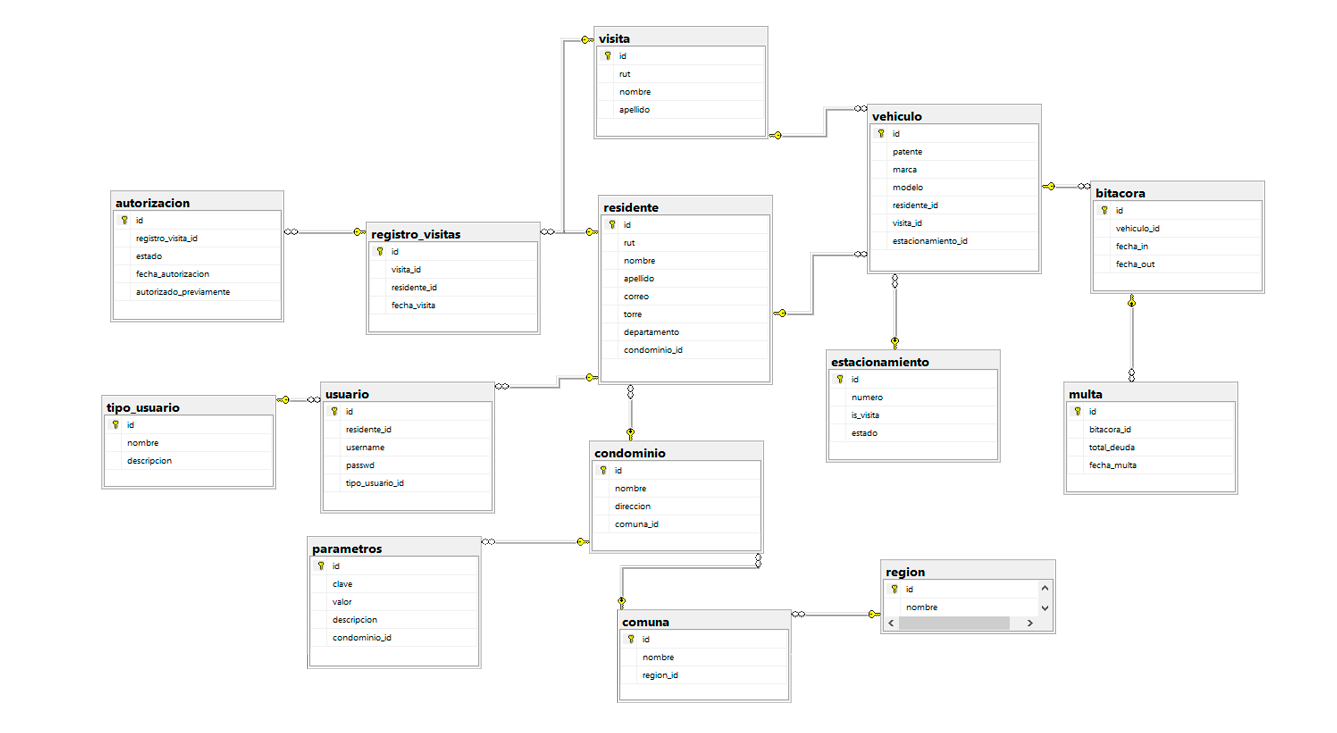 visita
id
rut
nombre
apellido
vehiculo
id
patente
marca
modelo
residente_id
visita_id
estacionamiento_id
bitacora
id
vehiculo_id
fecha_in
fecha_out
autorizacion
id
registro_visita_id
estado
fecha_autorizacion
autorizado_previamente
registro_visitas
id
visita_id
residente_id
fecha_visita
residente
id
rut
nombre
apellido
correo
torre
departamento
condominio_id
estacionamiento
id
numero
is_visita
estado
multa
id
bitacora_id
total_deuda
fecha_multa
tipo_usuario
id
nombre
descripcion
usuario
id
residente_id
username
passwd
tipo_usuario_id
condominio
id
nombre
direccion
comuna_id
parametros
id
clave
valor
descripcion
condominio_id
comuna
id
nombre
region_id
region
id
nombre